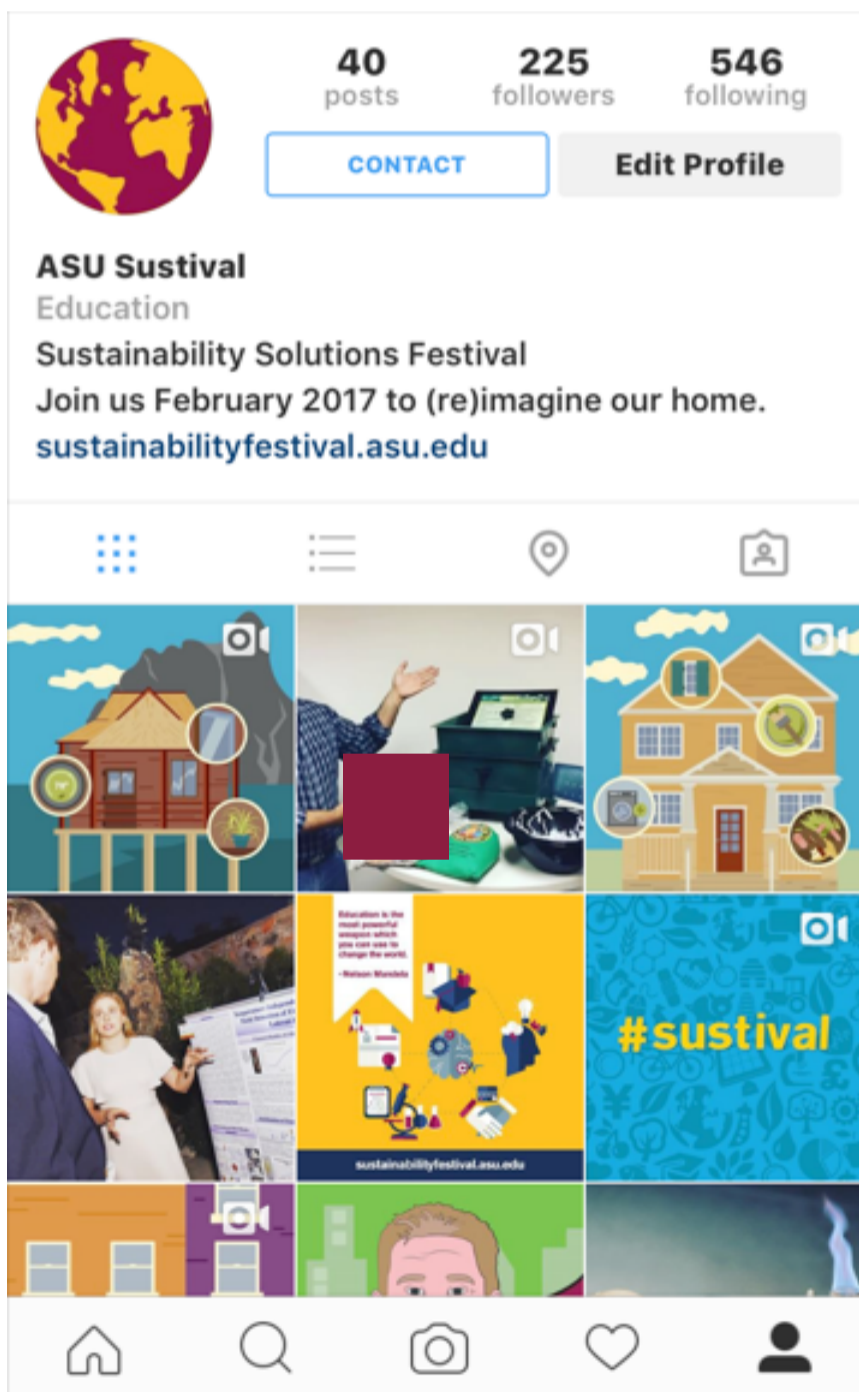 40 225 546
posts followers following
CONTACT Edit Profile
ASU Sustival
Education
Sustainability Solutions Festival
Join us February 2017 to (re)imagine our home.
sustainabilityfestival.asu.edu
Education is the
most powerful
weapon which
you can use to
change the world.
- Nelson Mandela
#sustival
sustainabilityfestival.asu.edu